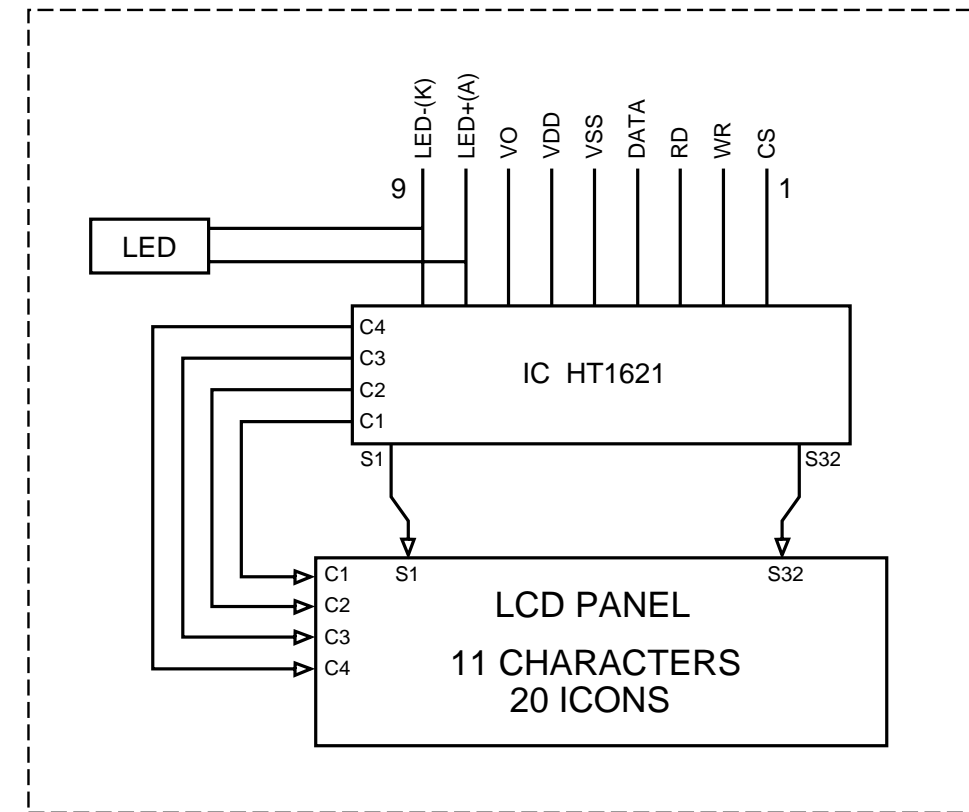 LED-(K)
LED+(A)
VO
VDD
VSS
DATA
RD
WR
CS
9
1
LED
C4
C3
C2
C1
IC HT1621
S1
S32
C1
C2
C3
C4
S1
S32
LCD PANEL
11 CHARACTERS
20 ICONS